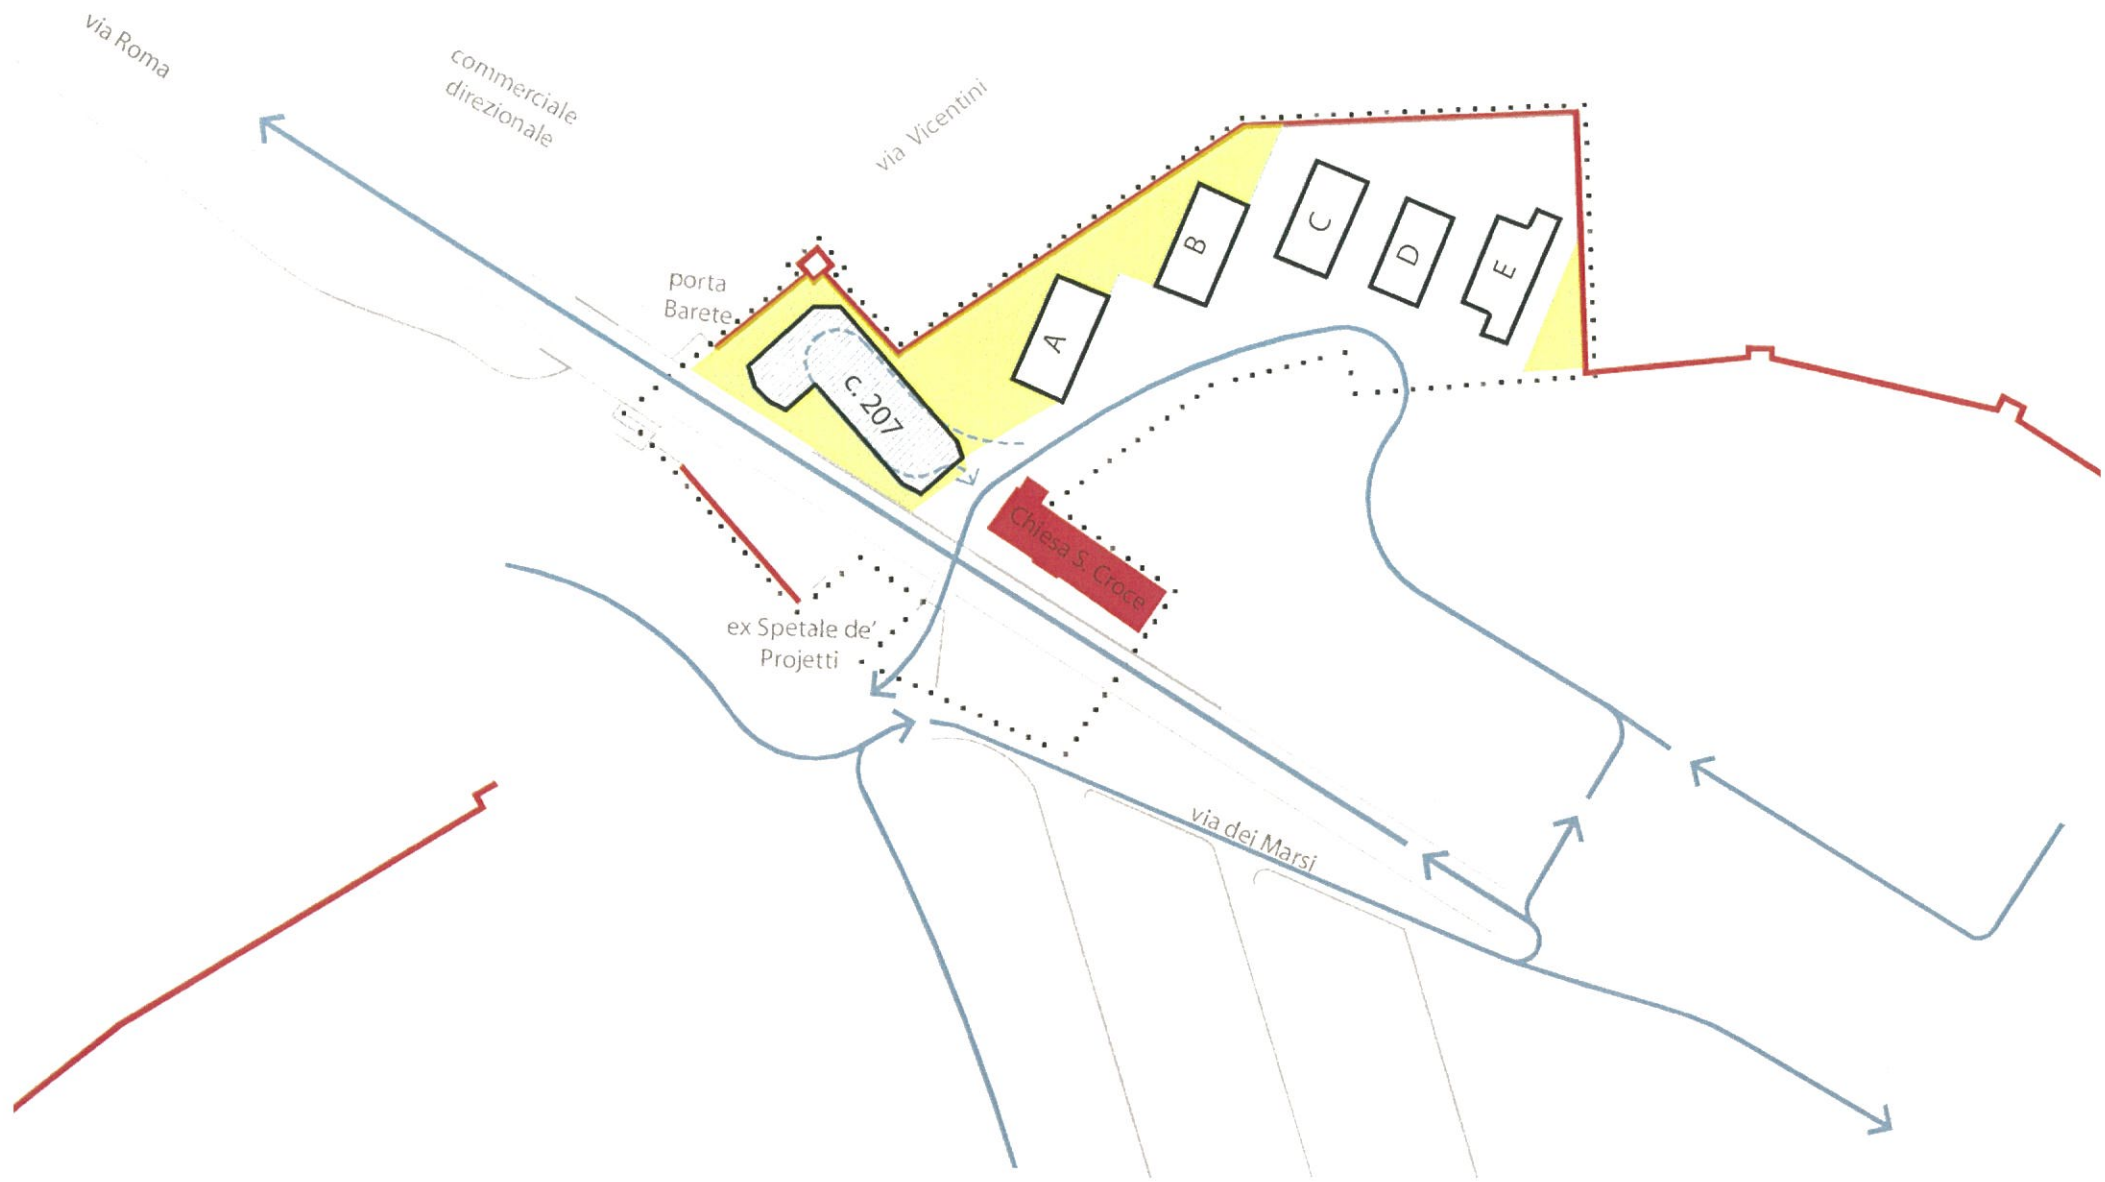 via Roma
commerciale
direzionale
via Vicentini
porta
Barete
c. 207
A
B
C
D
E
Chiesa S. Croce
ex Spetale de'
Projetti
via dei Marsi